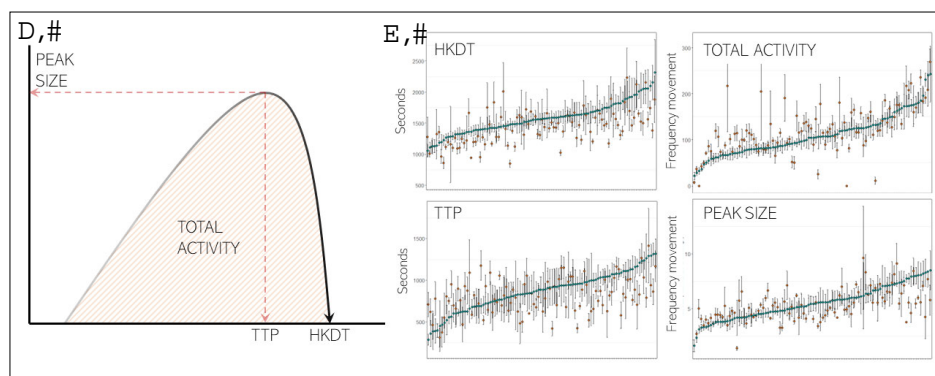 D,#
PEAK
SIZE
TOTAL
ACTIVITY
TTP
HKDT
E,#
HKDT
Seconds
2500
2000
1500
1000
500
TOTAL ACTIVITY
Frequency movement
300
200
100
0
TTP
Seconds
1500
1000
500
PEAK SIZE
Frequency movement
10
5